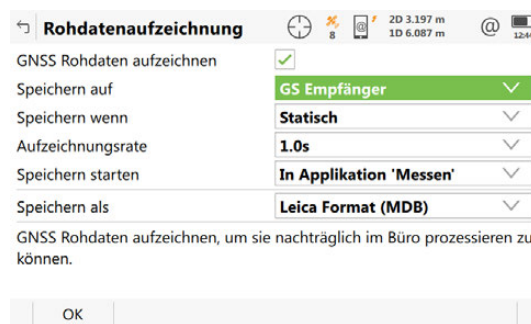 Rohdatenaufzeichnung 8 @ 2D 3.197 m @
1D 6.087 m 12:44
GNSS Rohdaten aufzeichnen
Speichern auf GS Empfänger
Speichern wenn Statisch
Aufzeichnungsrate 1.0s
Speichern starten In Applikation 'Messen'
Speichern als Leica Format (MDB)
GNSS Rohdaten aufzeichnen, um sie nachträglich im Büro prozessieren zu
können.
OK